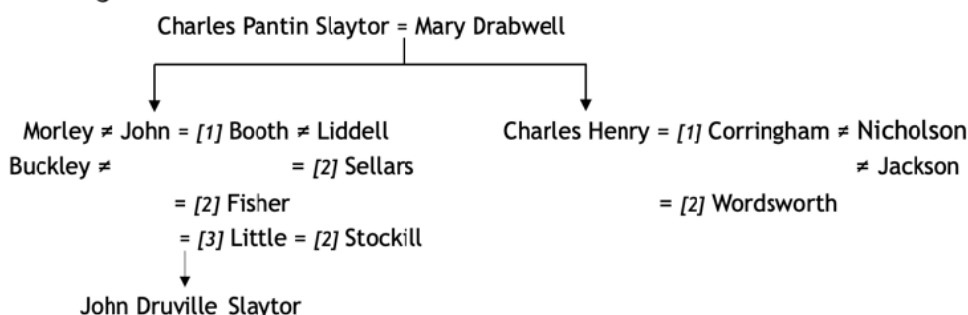 Charles Pantin Slaytor = Mary Drabwell
Morley ≠ John = [1] Booth ≠ Liddell Charles Henry = [1] Corringham ≠ Nicholson
Buckley ≠ = [2] Sellars ≠ Jackson
= [2] Fisher = [2] Wordsworth
= [3] Little = [2] Stockill
John Druville Slaytor